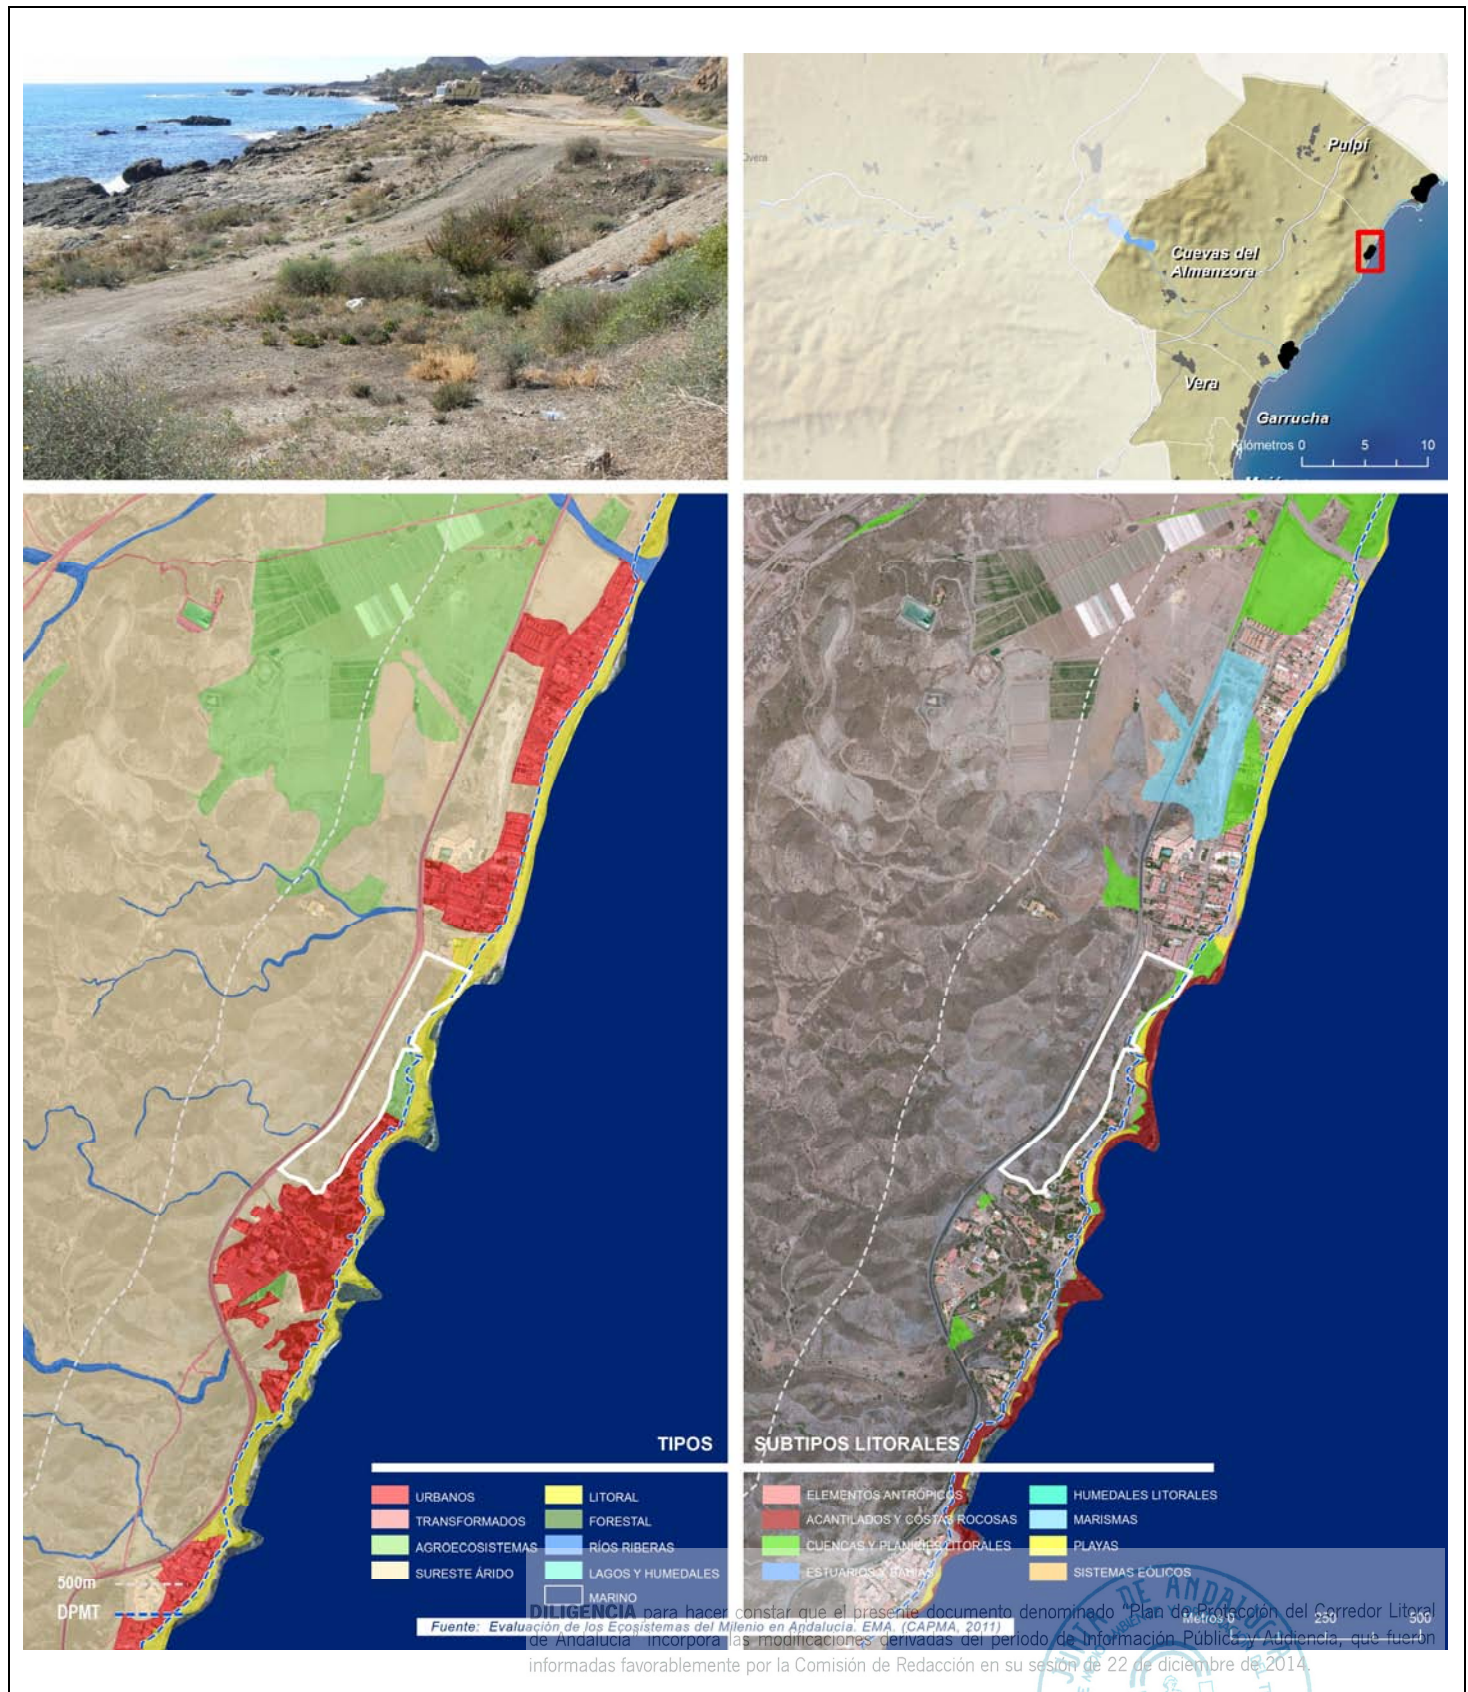 Overa
Pulpí
Cuevas del
Almanzora
Vera
Garrucha
Kilómetros 0 5 10
TIPOS
URBANOS
TRANSFORMADOS
AGROECOSISTEMAS
SURESTE ÁRIDO
LITORAL
FORESTAL
RÍOS RIBERAS
LAGOS Y HUMEDALES
MARINO
500m
DPMT
SUBTIPOS LITORALES
ELEMENTOS ANTRÓPICOS
ACANTILADOS Y COSTAS ROCOSAS
CUENCAS Y PLANICIES LITORALES
ESTUARIOS Y BAHIAS
HUMEDALES LITORALES
MARISMAS
PLAYAS
SISTEMAS EÓLICOS
Metros 0 250 500
Fuente: Evaluación de los Ecosistemas del Milenio en Andalucía. EMA. (CAPMA, 2011)
DILIGENCIA para hacer constar que el presente documento denominado "Plan de Protección del Corredor Litoral
de Andalucía" incorpora las modificaciones derivadas del periodo de Información Pública y Audiencia, que fueron
informadas favorablemente por la Comisión de Redacción en su sesión de 22 de diciembre de 2014.
JUNTA DE ANDALUCIA